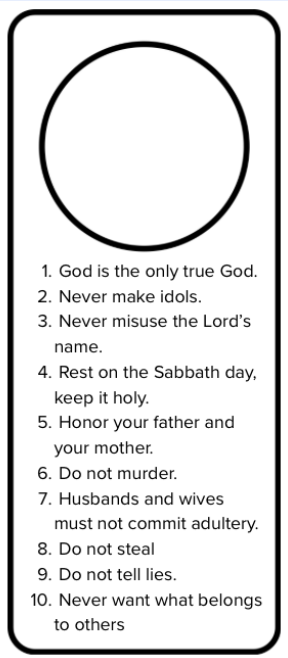 1. God is the only true God.
2. Never make idols.
3. Never misuse the Lord's
name.
4. Rest on the Sabbath day,
keep it holy.
5. Honor your father and
your mother.
6. Do not murder.
7. Husbands and wives
must not commit adultery.
8. Do not steal
9. Do not tell lies.
10. Never want what belongs
to others